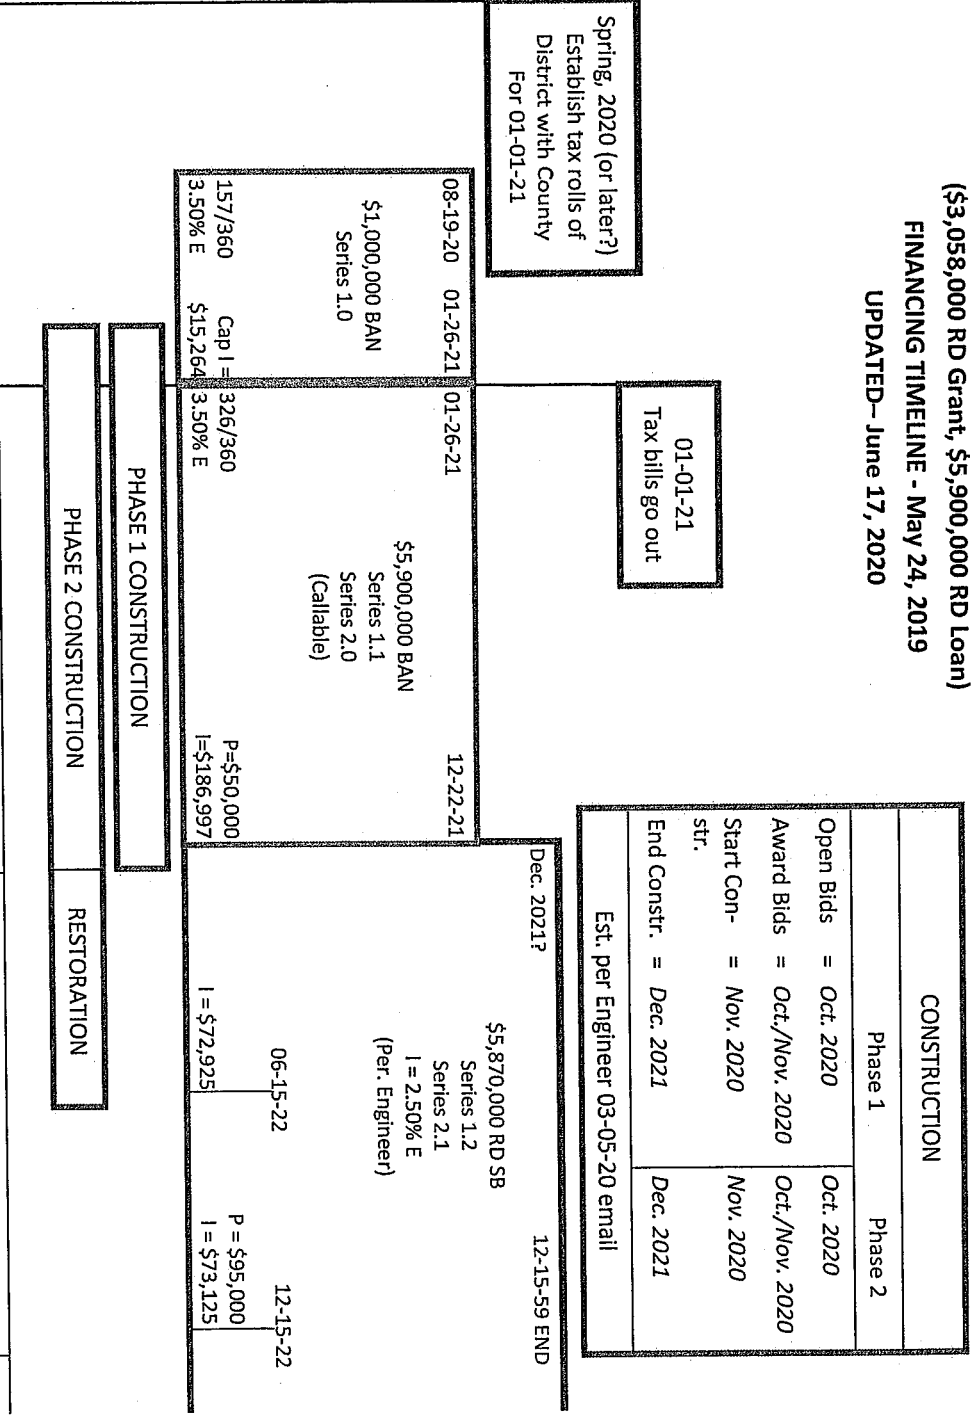 ($3,058,000 RD Grant, $5,900,000 RD Loan)
FINANCING TIMELINE - May 24, 2019
UPDATED– June 17, 2020
Spring, 2020 (or later?)
Establish tax rolls of
District with County
For 01-01-21
01-01-21
Tax bills go out
CONSTRUCTION
Phase 1 Phase 2
Open Bids = Oct. 2020 Oct. 2020
Award Bids = Oct./Nov. 2020 Oct./Nov. 2020
Start Con- = Nov. 2020 Nov. 2020
str.
End Constr. = Dec. 2021 Dec. 2021
Est. per Engineer 03-05-20 email
08-19-20 01-26-21
$1,000,000 BAN
Series 1.0
157/360 Cap I =
3.50% E $15,264
01-26-21 12-22-21
$5,900,000 BAN
Series 1.1
Series 2.0
(Callable)
326/360 P=$50,000
3.50% E I=$186,997
Dec. 2021? 12-15-59 END
$5,870,000 RD SB
Series 1.2
Series 2.1
I = 2.50% E
(Per. Engineer)
06-15-22 12-15-22
P = $95,000
I = $72,925 I = $73,125
PHASE 1 CONSTRUCTION
PHASE 2 CONSTRUCTION RESTORATION